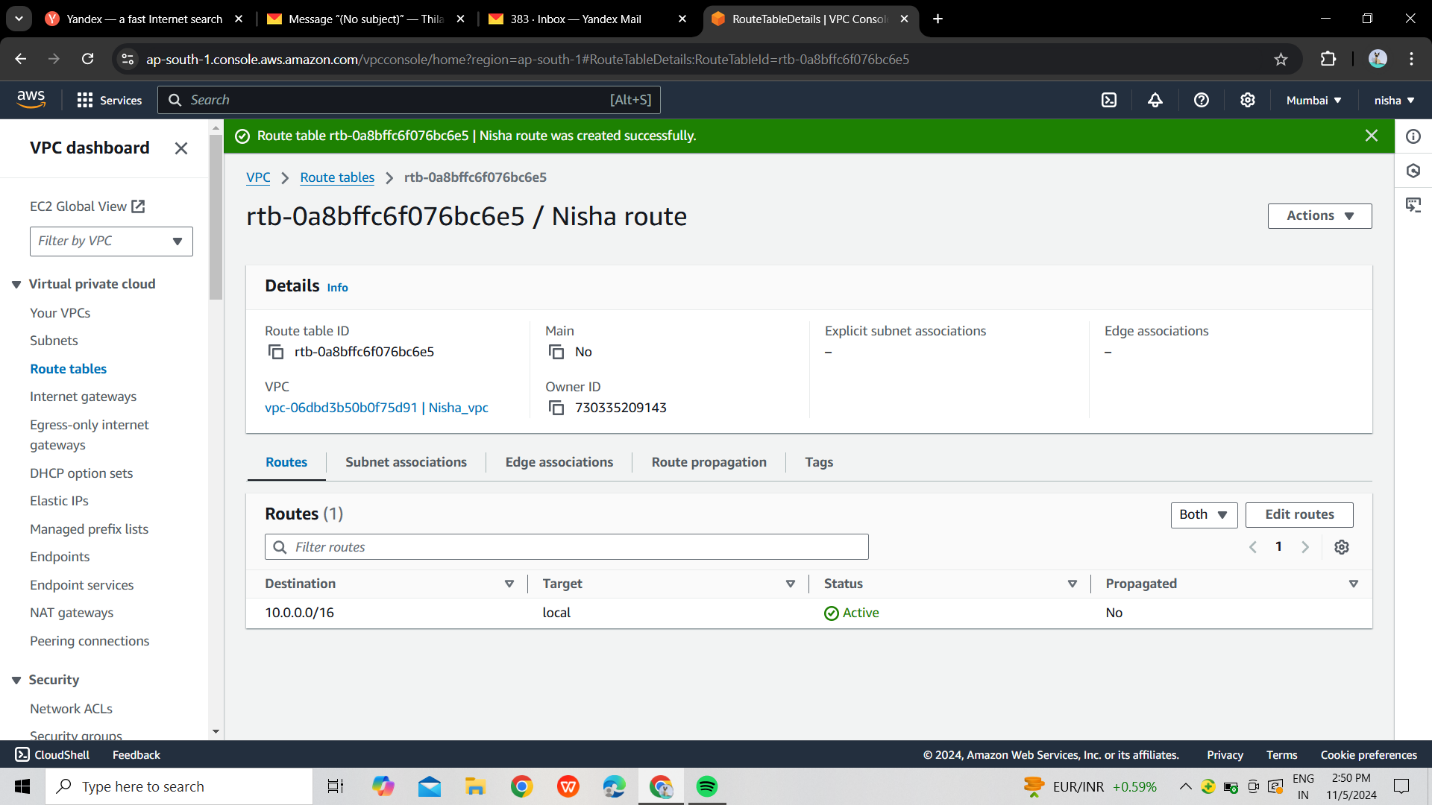 Yandex — a fast Internet search
Message "(No subject)" — Thila
383 · Inbox — Yandex Mail
RouteTableDetails | VPC Consol
ap-south-1.console.aws.amazon.com/vpcconsole/home?region=ap-south-1#RouteTableDetails:RouteTableId=rtb-0a8bffc6f076bc6e5
aws Services Search [Alt+S] Mumbai nisha
VPC dashboard
EC2 Global View
Filter by VPC
Virtual private cloud
Your VPCs
Subnets
Route tables
Internet gateways
Egress-only internet
gateways
DHCP option sets
Elastic IPs
Managed prefix lists
Endpoints
Endpoint services
NAT gateways
Peering connections
Security
Network ACLs
Security groups
Route table rtb-0a8bffc6f076bc6e5 | Nisha route was created successfully.
VPC Route tables rtb-0a8bffc6f076bc6e5
rtb-0a8bffc6f076bc6e5 / Nisha route
Actions
Details Info
Route table ID
rtb-0a8bffc6f076bc6e5
Main
No
Explicit subnet associations
–
Edge associations
–
VPC
vpc-06dbd3b50b0f75d91 | Nisha_vpc
Owner ID
730335209143
Routes Subnet associations Edge associations Route propagation Tags
Routes (1)
Both Edit routes
Filter routes
1
Destination Target Status Propagated
10.0.0.0/16 local Active No
CloudShell Feedback © 2024, Amazon Web Services, Inc. or its affiliates. Privacy Terms Cookie preferences
Type here to search
EUR/INR +0.59%
ENG
IN
2:50 PM
11/5/2024